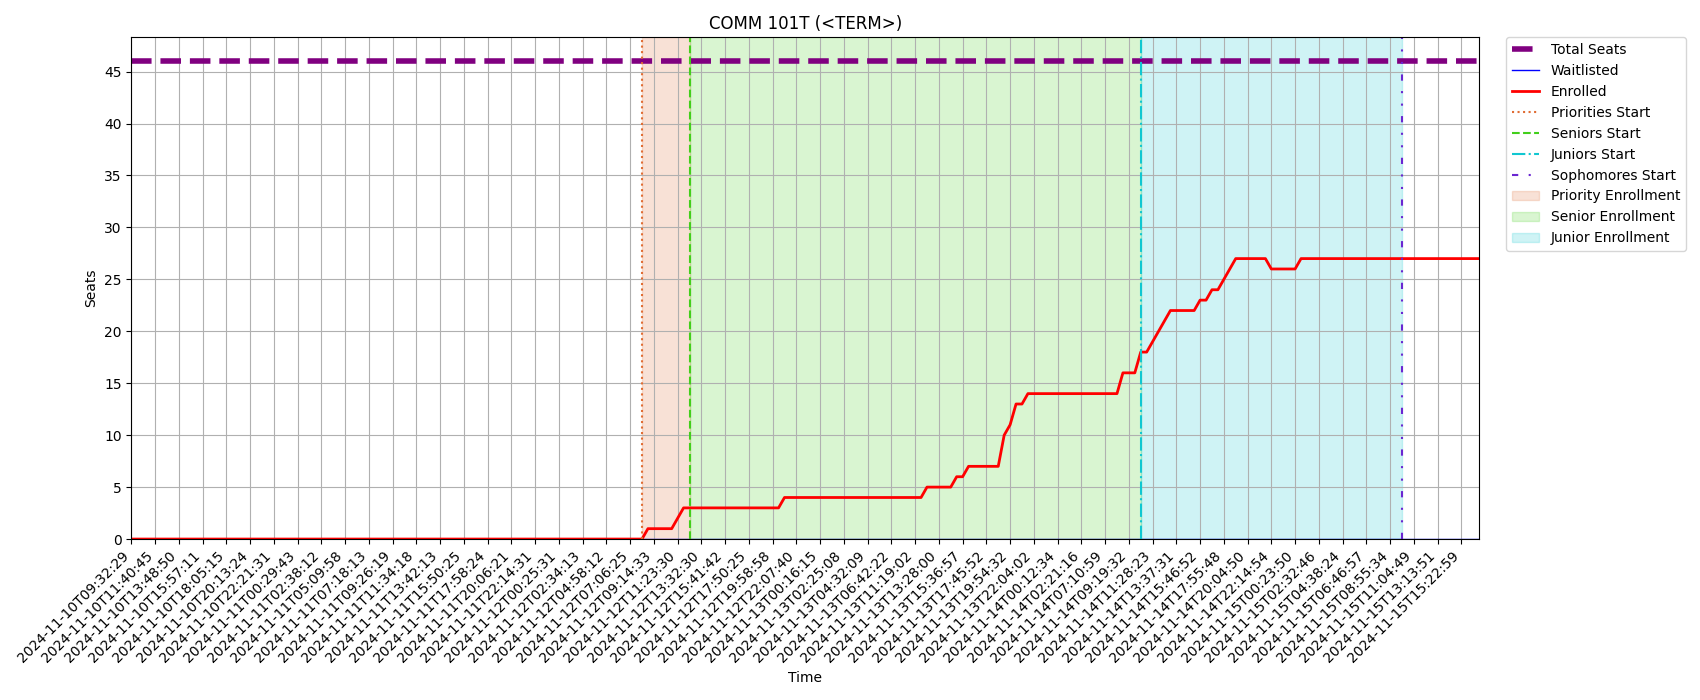 COMM 101T (<TERM>)
Seats
45
40
35
30
25
20
15
10
5
0
2024-11-10T09:32:29
2024-11-10T11:40:45
2024-11-10T13:48:50
2024-11-10T15:57:11
2024-11-10T18:05:15
2024-11-10T20:13:24
2024-11-10T22:21:31
2024-11-11T00:29:43
2024-11-11T02:38:12
2024-11-11T05:09:58
2024-11-11T07:18:13
2024-11-11T09:26:19
2024-11-11T11:34:18
2024-11-11T13:42:13
2024-11-11T15:50:25
2024-11-11T17:58:24
2024-11-11T20:06:21
2024-11-11T22:14:31
2024-11-12T00:25:31
2024-11-12T02:34:13
2024-11-12T04:58:12
2024-11-12T07:06:25
2024-11-12T09:14:33
2024-11-12T11:23:30
2024-11-12T13:32:30
2024-11-12T15:41:42
2024-11-12T17:50:25
2024-11-12T19:58:58
2024-11-12T22:07:40
2024-11-13T00:16:15
2024-11-13T02:25:08
2024-11-13T04:32:09
2024-11-13T06:42:22
2024-11-13T11:19:02
2024-11-13T13:28:00
2024-11-13T15:36:57
2024-11-13T17:45:52
2024-11-13T19:54:32
2024-11-13T22:04:02
2024-11-14T00:12:34
2024-11-14T02:21:16
2024-11-14T07:10:59
2024-11-14T09:19:32
2024-11-14T11:28:23
2024-11-14T13:37:31
2024-11-14T15:46:52
2024-11-14T17:55:48
2024-11-14T20:04:50
2024-11-14T22:14:54
2024-11-15T00:23:50
2024-11-15T02:32:46
2024-11-15T04:38:24
2024-11-15T06:46:57
2024-11-15T08:55:34
2024-11-15T11:04:49
2024-11-15T13:13:51
2024-11-15T15:22:59
Time
Total Seats
Waitlisted
Enrolled
Priorities Start
Seniors Start
Juniors Start
Sophomores Start
Priority Enrollment
Senior Enrollment
Junior Enrollment